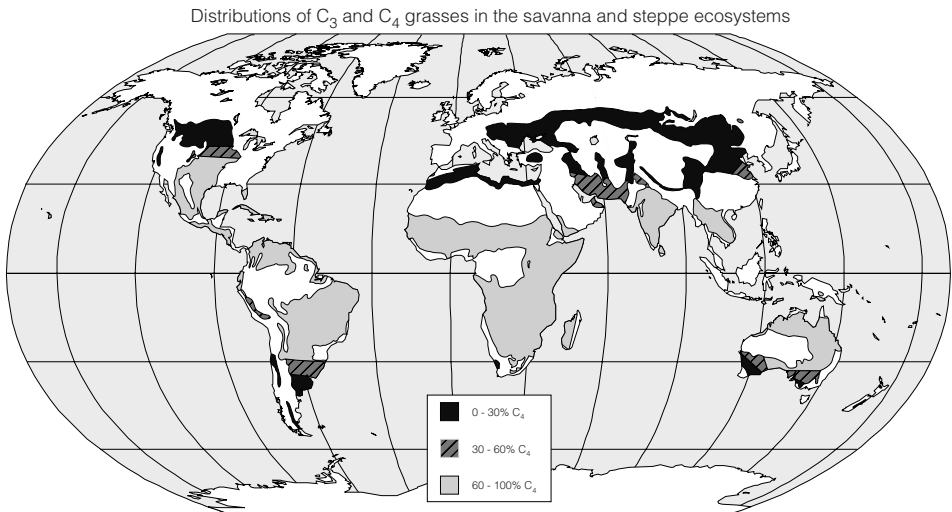 Distributions of C₃ and C₄ grasses in the savanna and steppe ecosystems
0 - 30% C₄
30 - 60% C₄
60 - 100% C₄